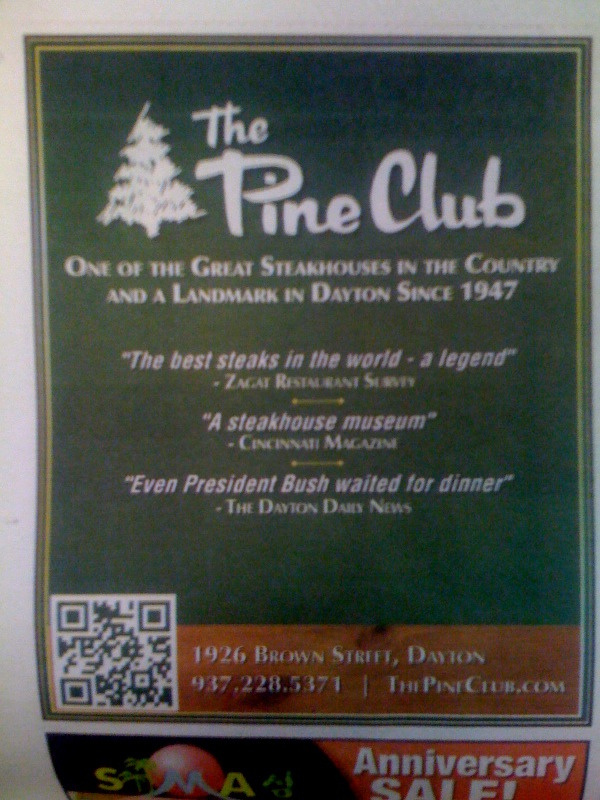 The
Pine Club
One of the Great Steakhouses in the Country
and a Landmark in Dayton Since 1947
"The best steaks in the world - a legend"
- Zagat Restaurant Survey
"A steakhouse museum"
- Cincinnati Magazine
"Even President Bush waited for dinner"
- The Dayton Daily News
1926 Brown Street, Dayton
937.228.5371 | ThePineClub.com
SOMA 삼
Anniversary
SALE!